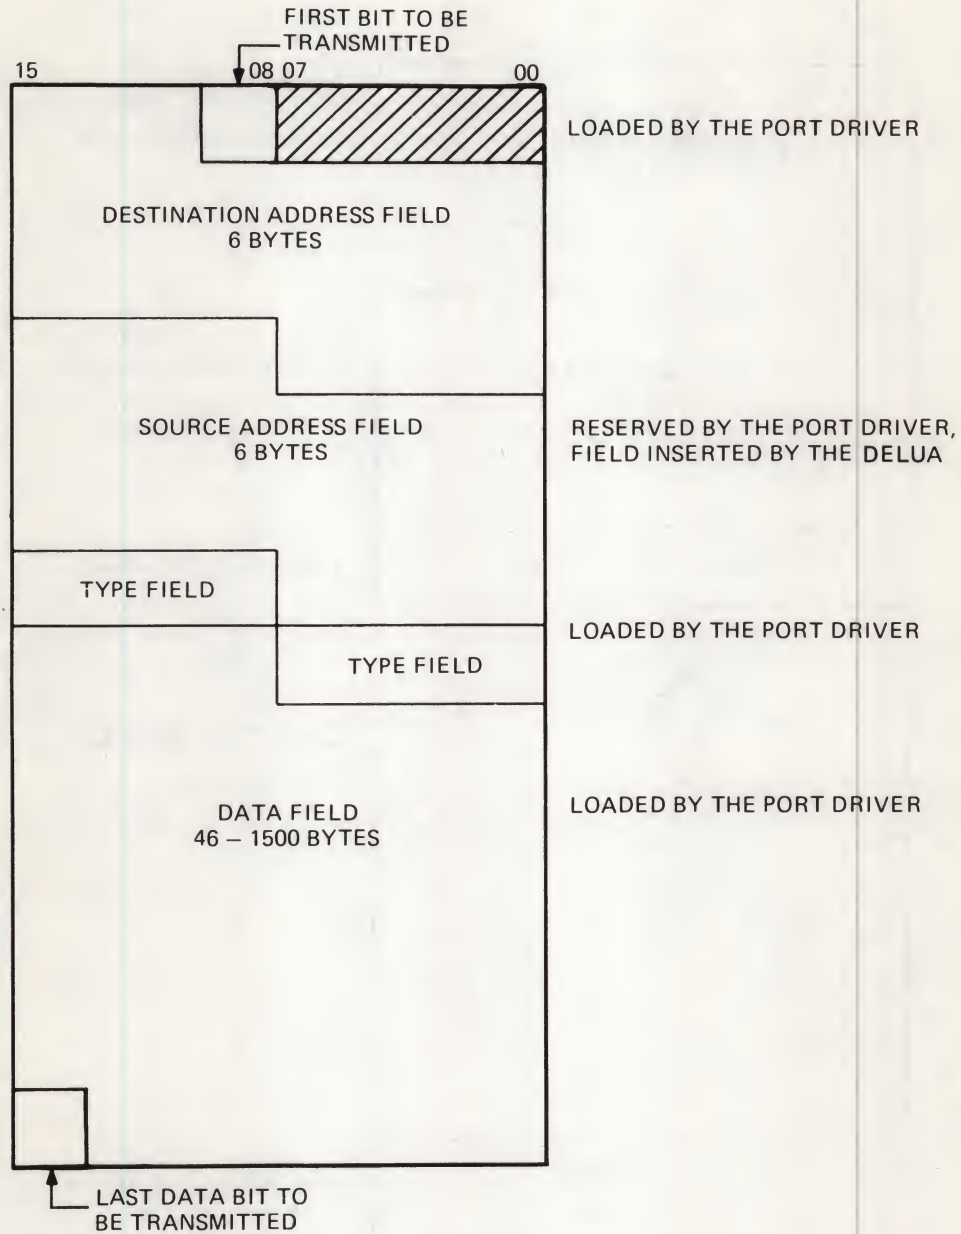 FIRST BIT TO BE
TRANSMITTED
15 08 07 00
LOADED BY THE PORT DRIVER
DESTINATION ADDRESS FIELD
6 BYTES
SOURCE ADDRESS FIELD
6 BYTES
RESERVED BY THE PORT DRIVER,
FIELD INSERTED BY THE DELUA
TYPE FIELD
LOADED BY THE PORT DRIVER
TYPE FIELD
DATA FIELD
46 – 1500 BYTES
LOADED BY THE PORT DRIVER
LAST DATA BIT TO
BE TRANSMITTED